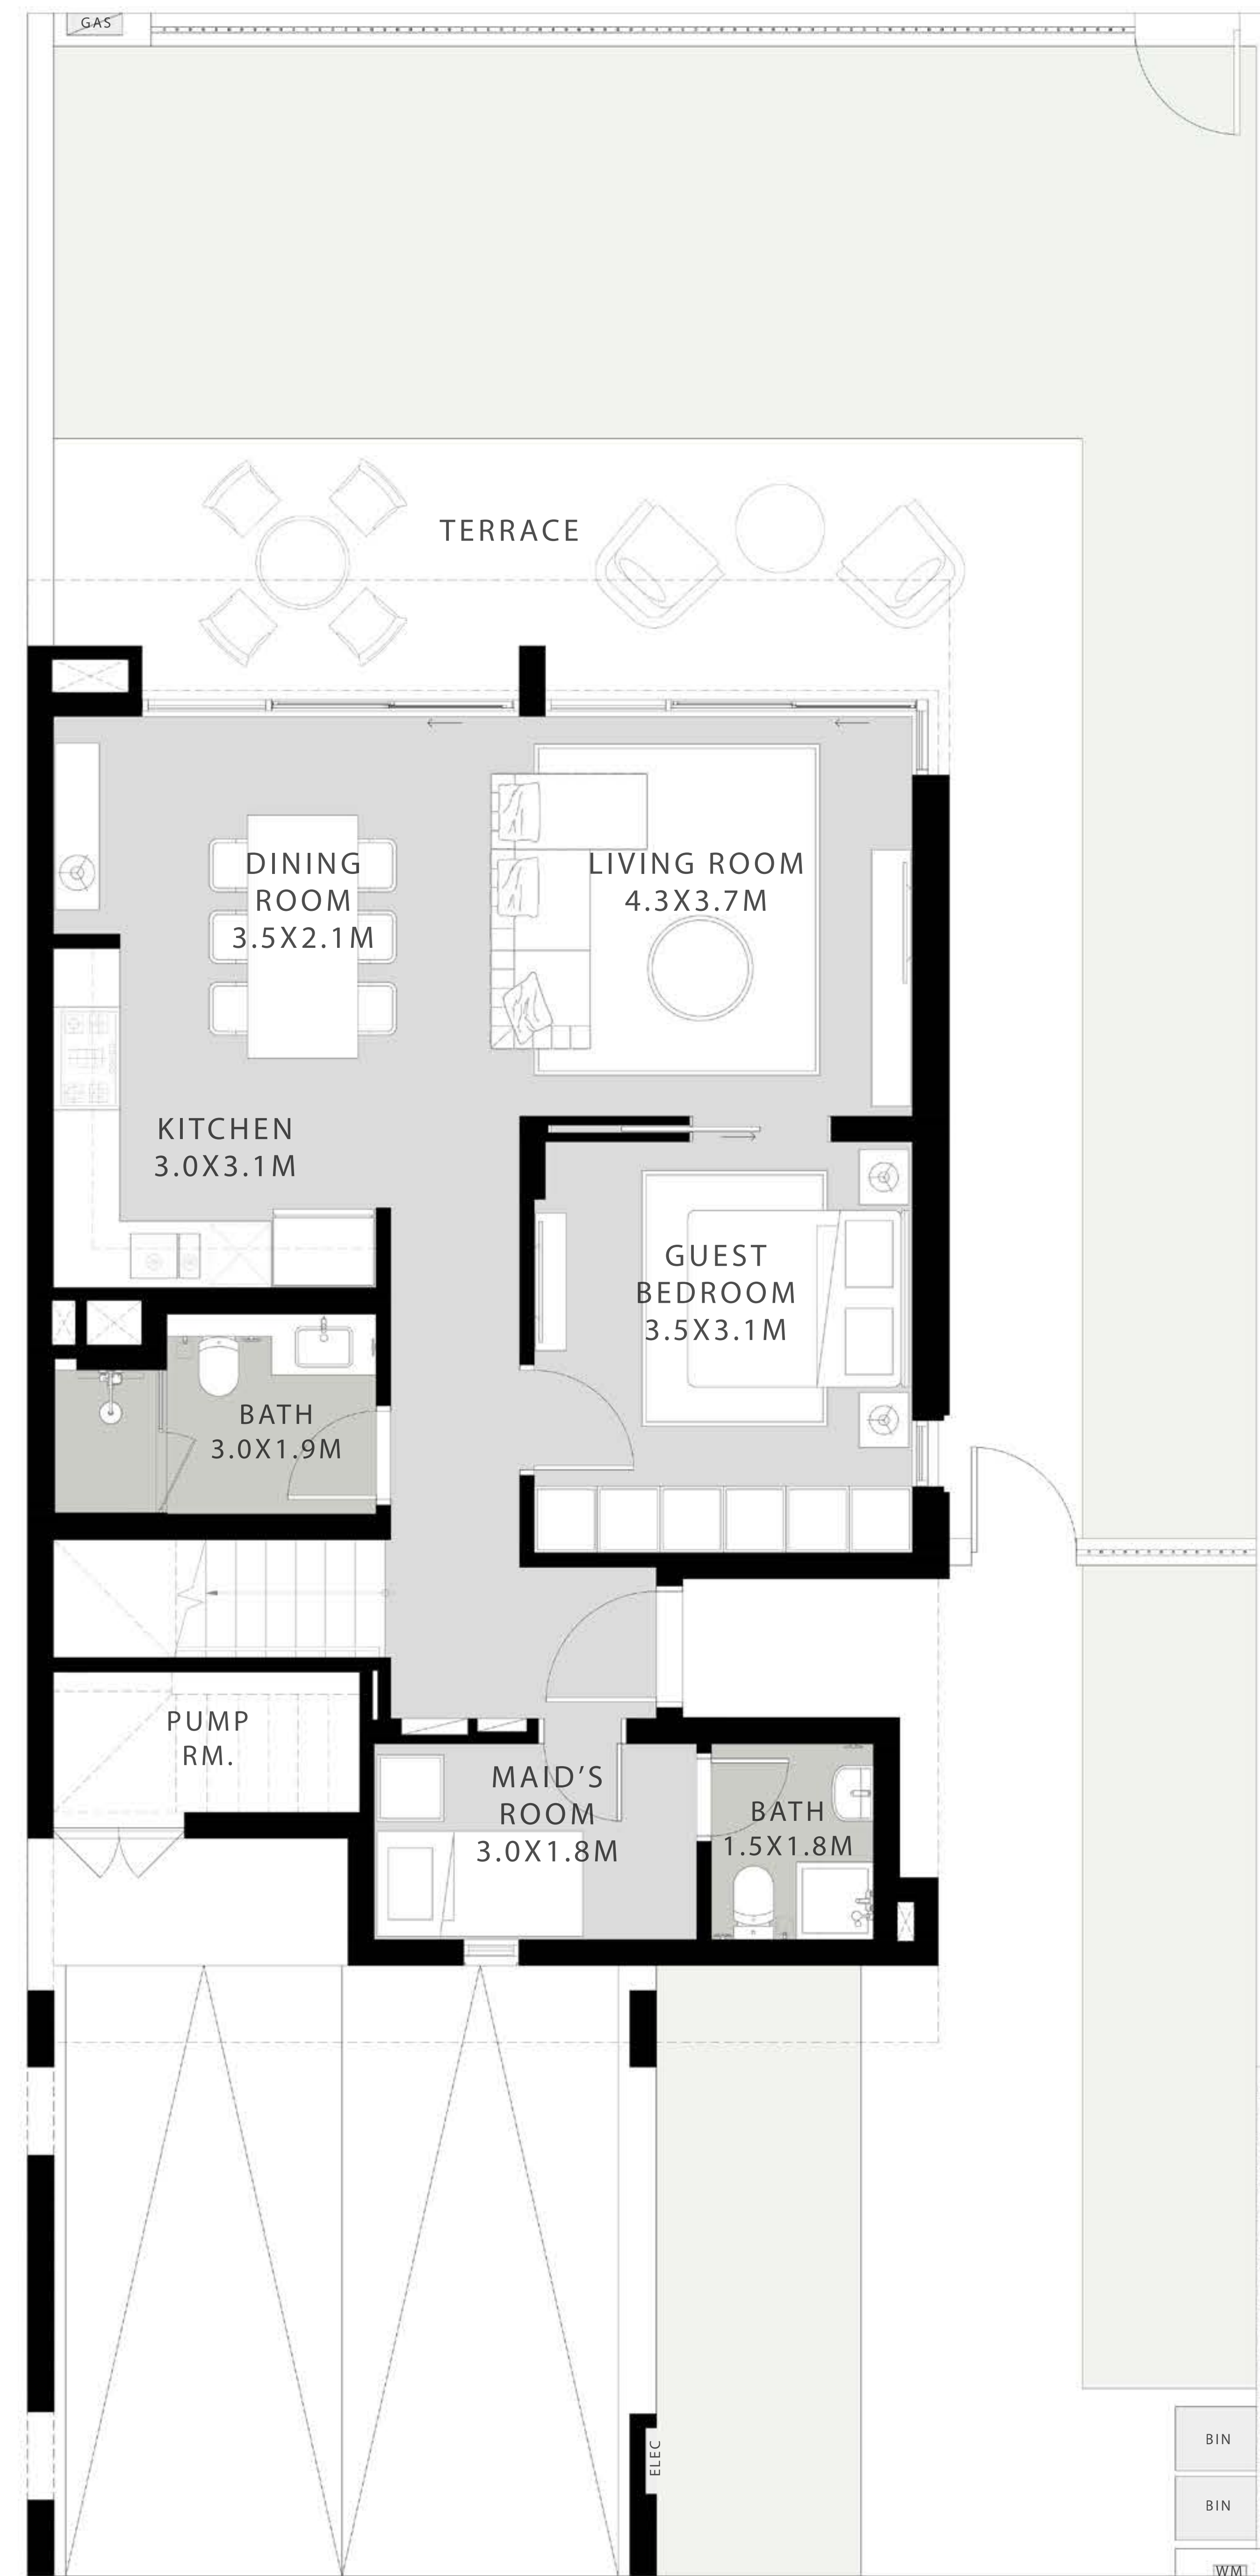 GAS
TERRACE
DINING
ROOM
3.5X2.1M
LIVING ROOM
4.3X3.7M
KITCHEN
3.0X3.1M
GUEST
BEDROOM
3.5X3.1M
BATH
3.0X1.9M
PUMP
RM.
MAID’S
ROOM
3.0X1.8M
BATH
1.5X1.8M
ELEC
BIN
BIN
WM